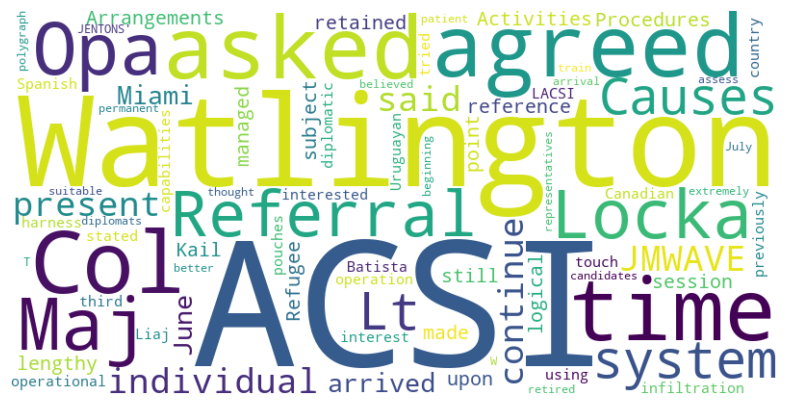 polygraph
JENTONS'
Arrangements
retained
patient
tried
Activities
Procedures
country
Opa
asked
agreed
Spanish
Miami
permanent
managed
subject
diplomatic
believed
said
reference
train
arrival
LACSI
Causes
assess
July
Watlington
capabilities
Uruguayan
beginning
point
representatives
suitable
present
harness
diplomats
stated
T
thought
interested
Referral
Canadian
extremely
Locka
previously
Col
Kail
better
pouches
Refugee
Batista
operation
interest
still
continue
logical
touch
JMWAVE
session
candidates
Maj
June
Liaj
third
ACSI
Lt
made
W
time
lengthy
operational
individual
arrived
upon
using
retired
system
infiltration